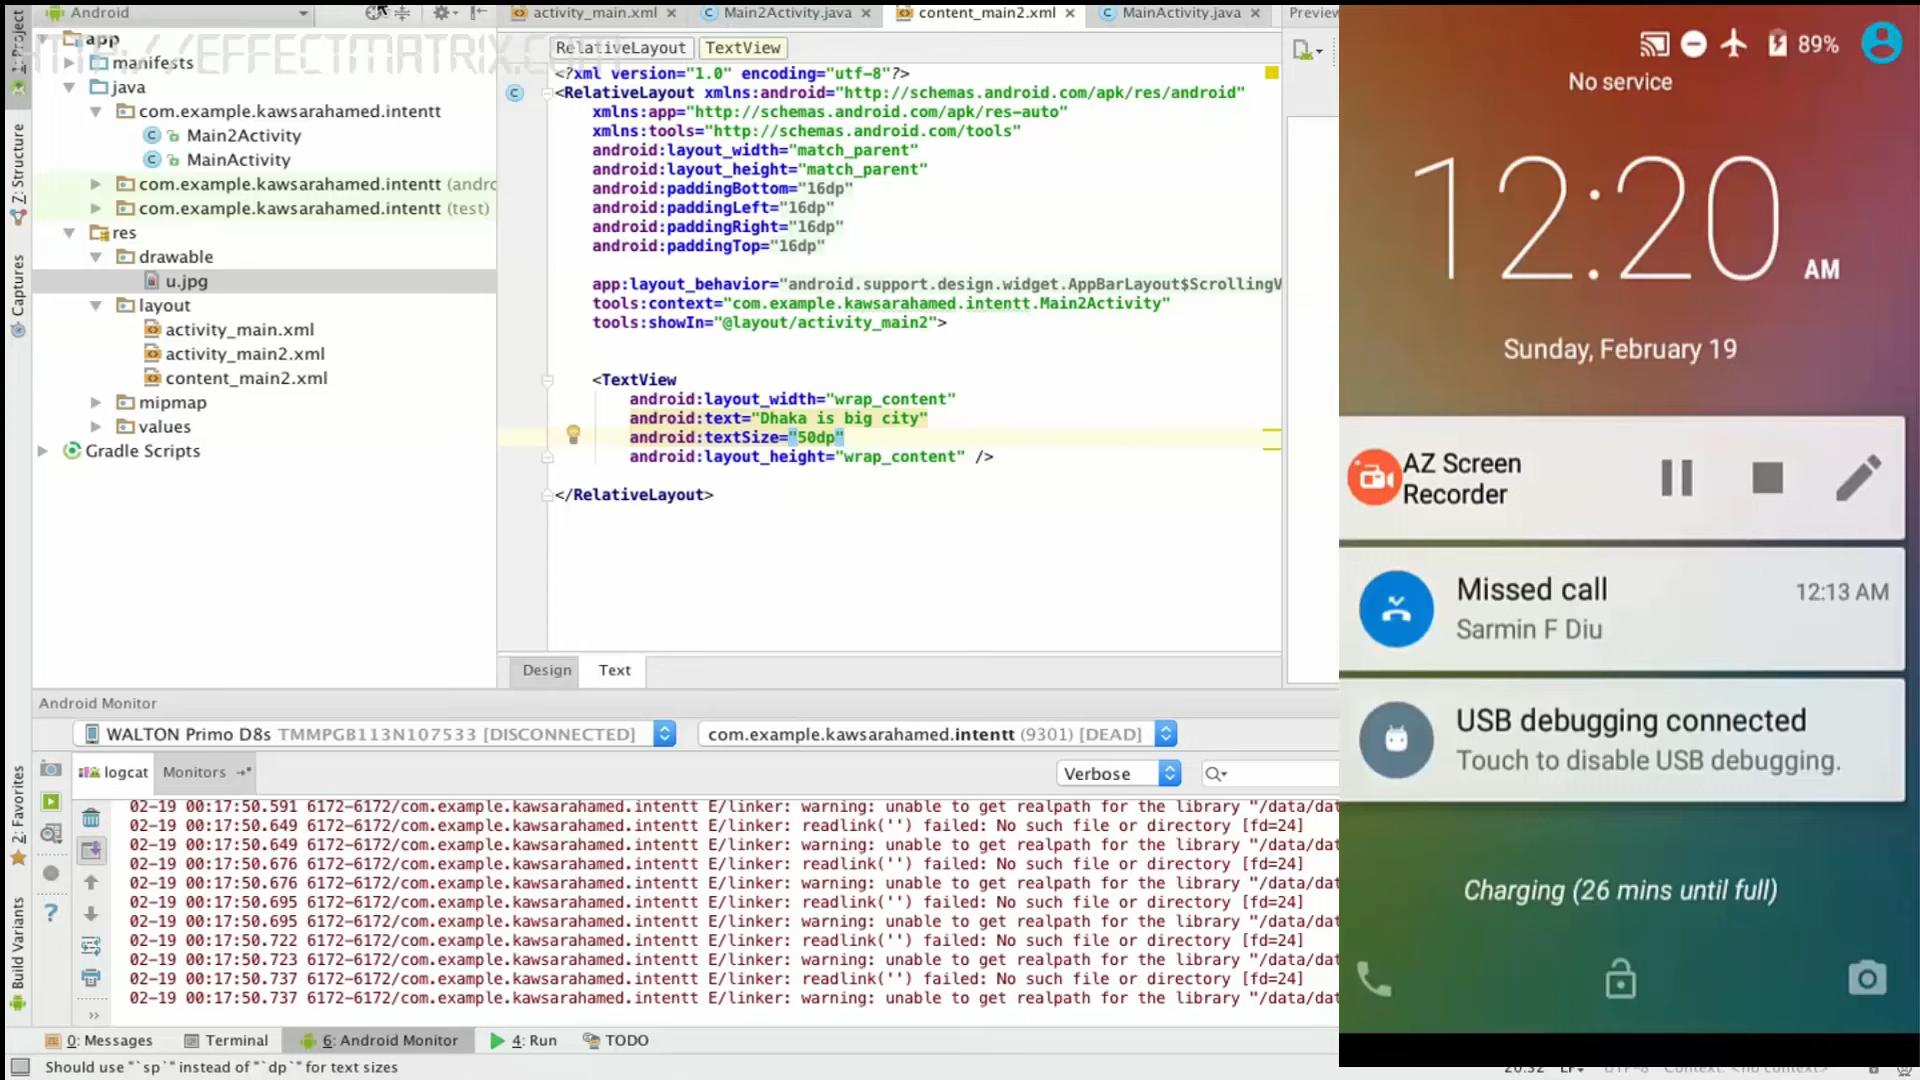 Android
activity_main.xml
Main2Activity.java
content_main2.xml
MainActivity.java
Preview
HTTP://EFFECTMATRIX.COM
1: Project
Z: Structure
Captures
2: Favorites
Build Variants
app
manifests
java
com.example.kawsarahamed.intentt
Main2Activity
MainActivity
com.example.kawsarahamed.intentt (andro
com.example.kawsarahamed.intentt (test)
res
drawable
u.jpg
layout
activity_main.xml
activity_main2.xml
content_main2.xml
mipmap
values
Gradle Scripts
RelativeLayout
TextView
<?xml version="1.0" encoding="utf-8"?>
<RelativeLayout xmlns:android="http://schemas.android.com/apk/res/android"
xmlns:app="http://schemas.android.com/apk/res-auto"
xmlns:tools="http://schemas.android.com/tools"
android:layout_width="match_parent"
android:layout_height="match_parent"
android:paddingBottom="16dp"
android:paddingLeft="16dp"
android:paddingRight="16dp"
android:paddingTop="16dp"
app:layout_behavior="android.support.design.widget.AppBarLayout$ScrollingV
tools:context="com.example.kawsarahamed.intentt.Main2Activity"
tools:showIn="@layout/activity_main2">
<TextView
android:layout_width="wrap_content"
android:text="Dhaka is big city"
android:textSize="50dp"
android:layout_height="wrap_content" />
</RelativeLayout>
Design
Text
Android Monitor
WALTON Primo D8s TMMPGB113N107533 [DISCONNECTED]
com.example.kawsarahamed.intentt (9301) [DEAD]
logcat
Monitors
Verbose
02-19 00:17:50.591 6172-6172/com.example.kawsarahamed.intentt E/linker: warning: unable to get realpath for the library "/data/dat
02-19 00:17:50.649 6172-6172/com.example.kawsarahamed.intentt E/linker: readlink('') failed: No such file or directory [fd=24]
02-19 00:17:50.649 6172-6172/com.example.kawsarahamed.intentt E/linker: warning: unable to get realpath for the library "/data/dat
02-19 00:17:50.676 6172-6172/com.example.kawsarahamed.intentt E/linker: readlink('') failed: No such file or directory [fd=24]
02-19 00:17:50.676 6172-6172/com.example.kawsarahamed.intentt E/linker: warning: unable to get realpath for the library "/data/dat
02-19 00:17:50.695 6172-6172/com.example.kawsarahamed.intentt E/linker: readlink('') failed: No such file or directory [fd=24]
02-19 00:17:50.695 6172-6172/com.example.kawsarahamed.intentt E/linker: warning: unable to get realpath for the library "/data/dat
02-19 00:17:50.722 6172-6172/com.example.kawsarahamed.intentt E/linker: readlink('') failed: No such file or directory [fd=24]
02-19 00:17:50.723 6172-6172/com.example.kawsarahamed.intentt E/linker: warning: unable to get realpath for the library "/data/dat
02-19 00:17:50.737 6172-6172/com.example.kawsarahamed.intentt E/linker: readlink('') failed: No such file or directory [fd=24]
02-19 00:17:50.737 6172-6172/com.example.kawsarahamed.intentt E/linker: warning: unable to get realpath for the library "/data/dat
0: Messages
Terminal
6: Android Monitor
4: Run
TODO
Should use "`sp`" instead of "`dp`" for text sizes
89%
No service
12:20 AM
Sunday, February 19
AZ Screen
Recorder
Missed call
12:13 AM
Sarmin F Diu
USB debugging connected
Touch to disable USB debugging.
Charging (26 mins until full)